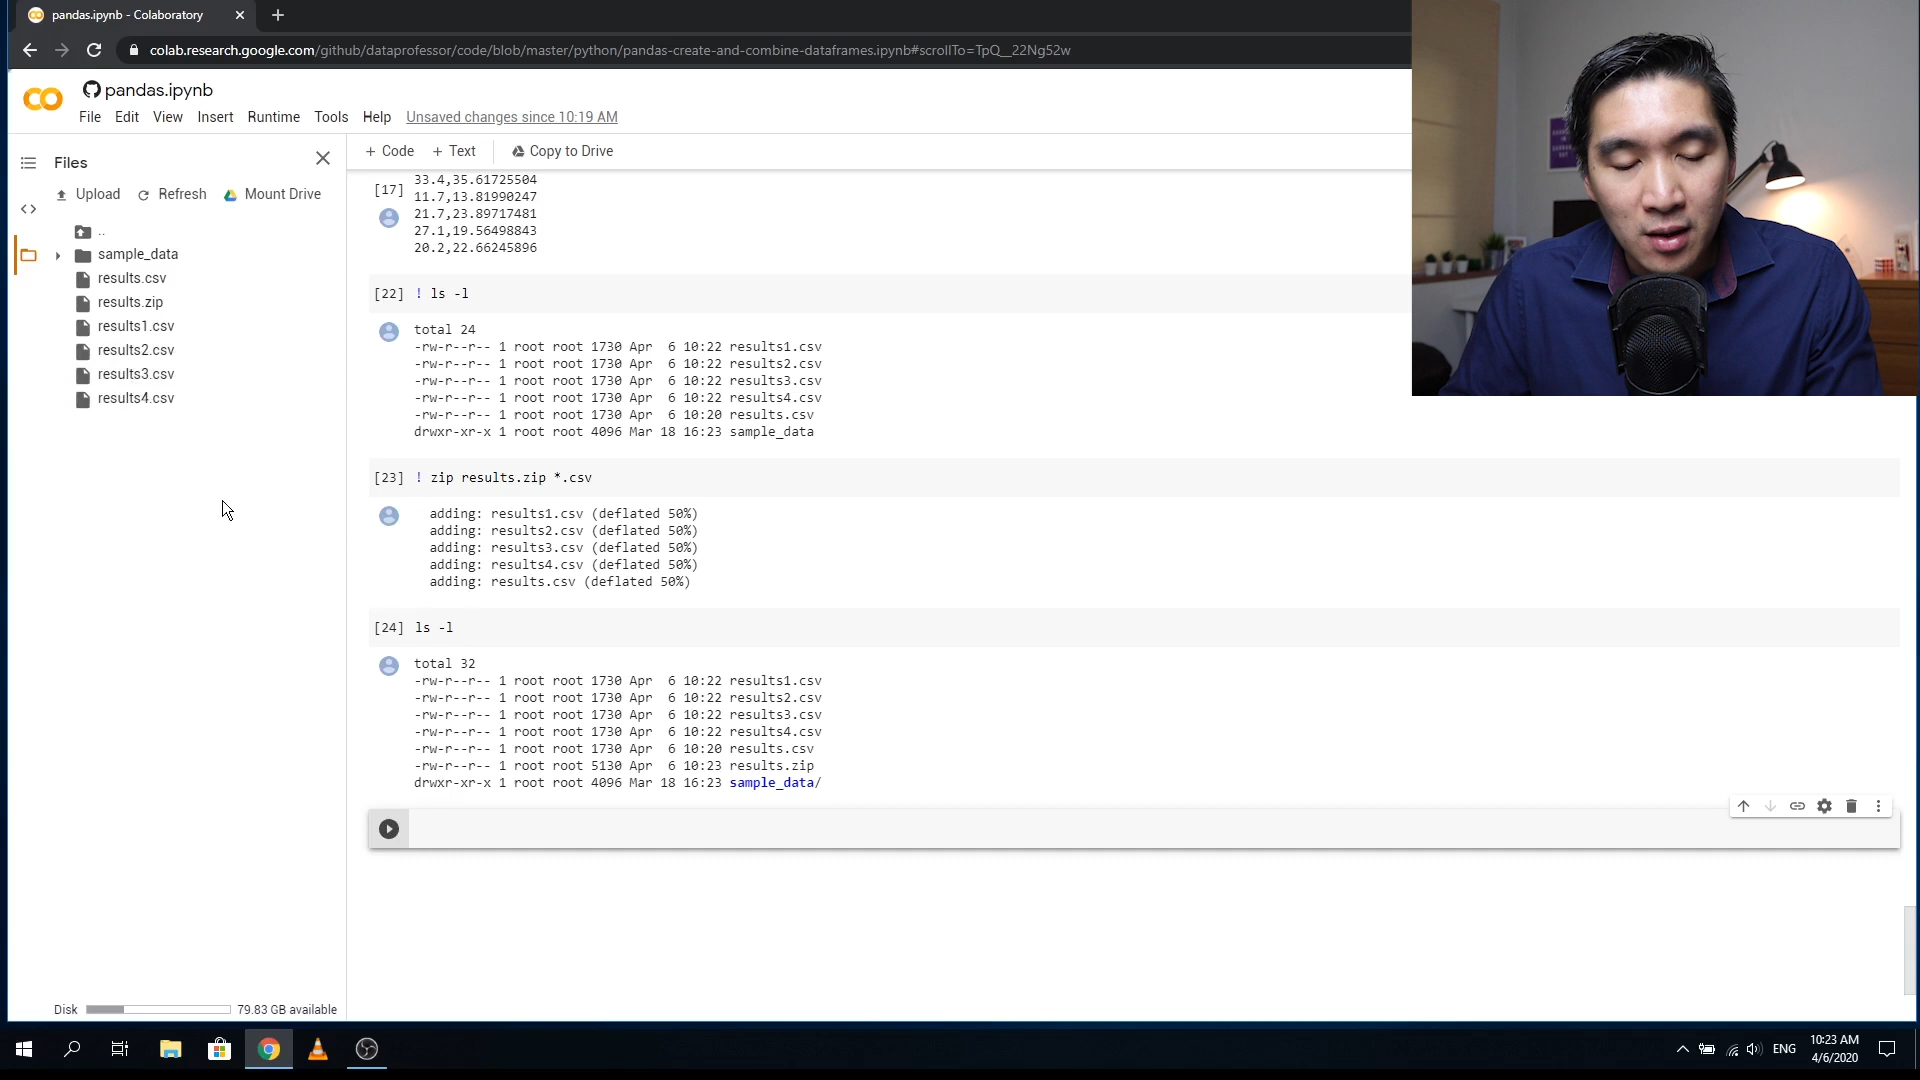 pandas.ipynb - Colaboratory
colab.research.google.com/github/dataprofessor/code/blob/master/python/pandas-create-and-combine-dataframes.ipynb#scrollTo=TpQ__22Ng52w
pandas.ipynb
File Edit View Insert Runtime Tools Help Unsaved changes since 10:19 AM
Files
+ Code + Text Copy to Drive
Upload Refresh Mount Drive
..
sample_data
results.csv
results.zip
results1.csv
results2.csv
results3.csv
results4.csv
33.4,35.61725504
[17]
11.7,13.81990247
21.7,23.89717481
27.1,19.56498843
20.2,22.66245896
[22] ! ls -l
total 24
-rw-r--r-- 1 root root 1730 Apr  6 10:22 results1.csv
-rw-r--r-- 1 root root 1730 Apr  6 10:22 results2.csv
-rw-r--r-- 1 root root 1730 Apr  6 10:22 results3.csv
-rw-r--r-- 1 root root 1730 Apr  6 10:22 results4.csv
-rw-r--r-- 1 root root 1730 Apr  6 10:20 results.csv
drwxr-xr-x 1 root root 4096 Mar 18 16:23 sample_data
[23] ! zip results.zip *.csv
adding: results1.csv (deflated 50%)
adding: results2.csv (deflated 50%)
adding: results3.csv (deflated 50%)
adding: results4.csv (deflated 50%)
adding: results.csv (deflated 50%)
[24] ls -l
total 32
-rw-r--r-- 1 root root 1730 Apr  6 10:22 results1.csv
-rw-r--r-- 1 root root 1730 Apr  6 10:22 results2.csv
-rw-r--r-- 1 root root 1730 Apr  6 10:22 results3.csv
-rw-r--r-- 1 root root 1730 Apr  6 10:22 results4.csv
-rw-r--r-- 1 root root 1730 Apr  6 10:20 results.csv
-rw-r--r-- 1 root root 5130 Apr  6 10:23 results.zip
drwxr-xr-x 1 root root 4096 Mar 18 16:23 sample_data/
Disk 79.83 GB available
ENG
10:23 AM
4/6/2020